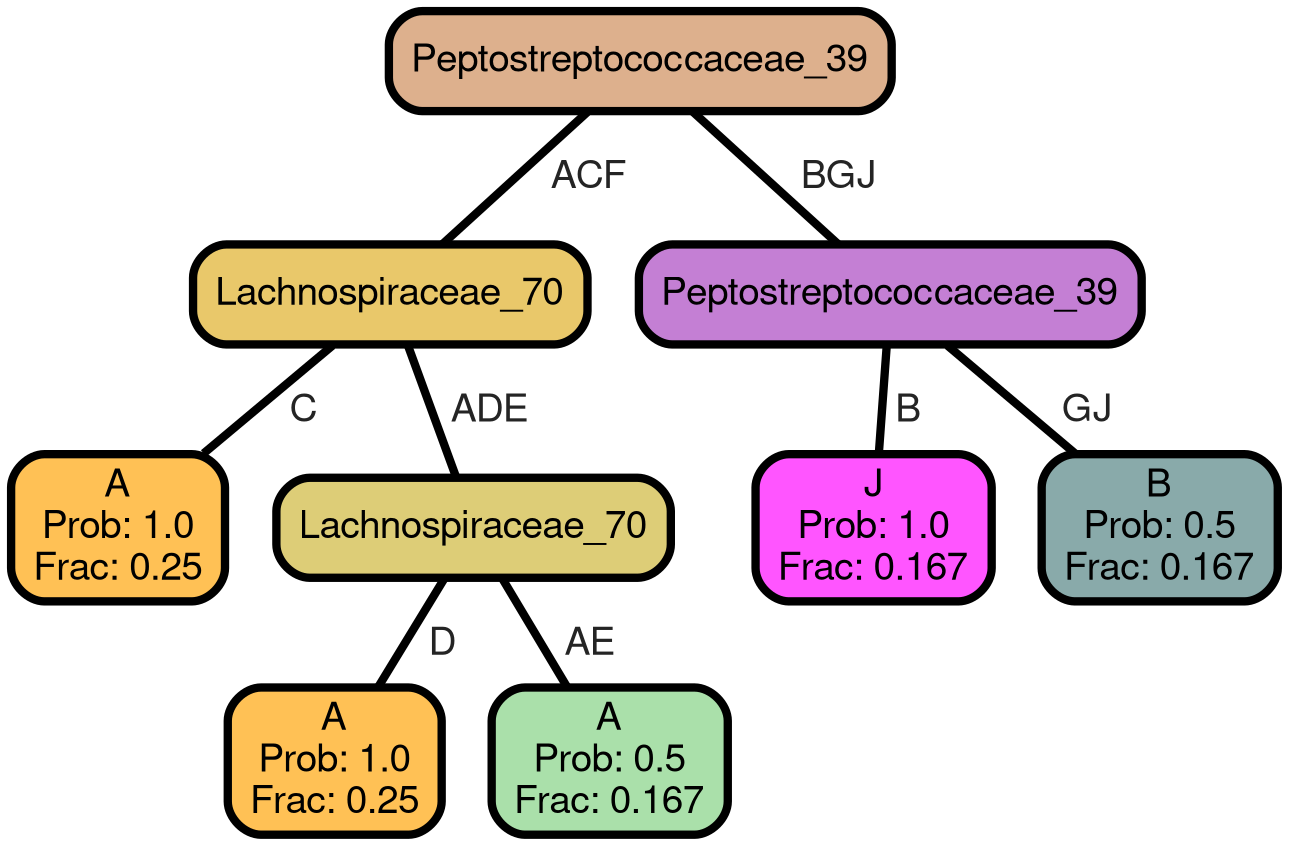 Peptostreptococcaceae_39
ACF
BGJ
Lachnospiraceae_70
Peptostreptococcaceae_39
C
ADE
B
GJ
A
Prob: 1.0
Frac: 0.25
Lachnospiraceae_70
J
Prob: 1.0
Frac: 0.167
B
Prob: 0.5
Frac: 0.167
D
AE
A
Prob: 1.0
Frac: 0.25
A
Prob: 0.5
Frac: 0.167